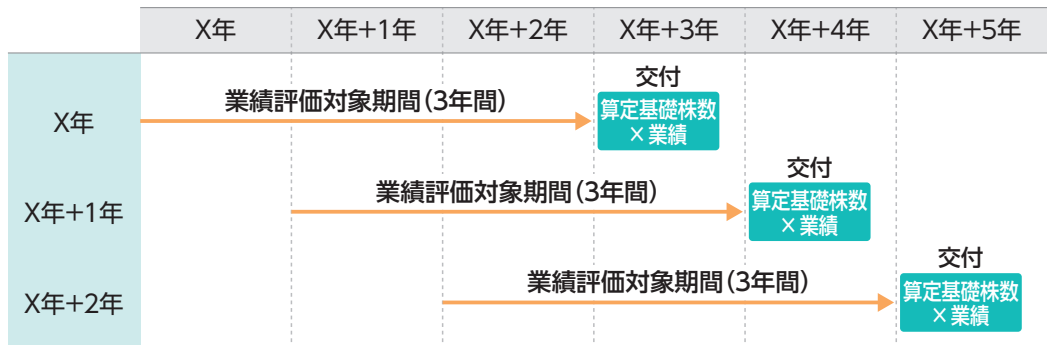 X年 X年+1年 X年+2年 X年+3年 X年+4年 X年+5年
X年
業績評価対象期間(3年間)
交付
算定基礎株数
×業績
X年+1年
業績評価対象期間(3年間)
交付
算定基礎株数
×業績
X年+2年
業績評価対象期間(3年間)
交付
算定基礎株数
×業績